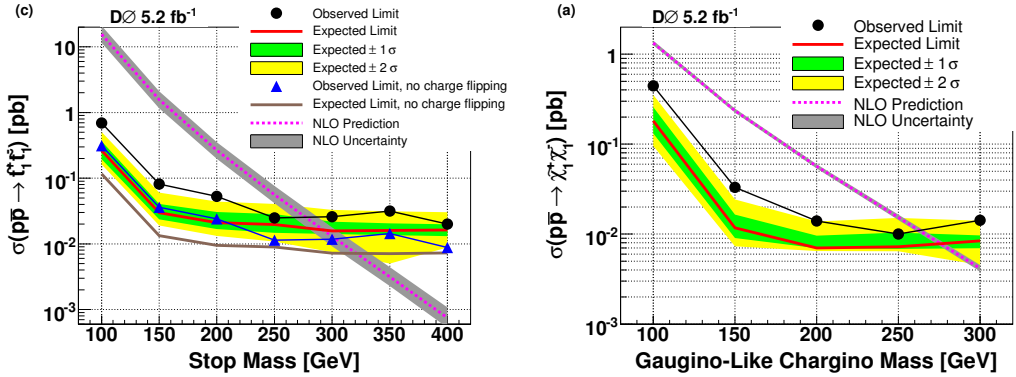 (c)
DØ 5.2 fb⁻¹
Observed Limit
Expected Limit
Expected ± 1 σ
Expected ± 2 σ
Observed Limit, no charge flipping
Expected Limit, no charge flipping
NLO Prediction
NLO Uncertainty
σ(pp̅ → t̃₁t̃̅₁) [pb]
10
1
10⁻¹
10⁻²
10⁻³
100 150 200 250 300 350 400
Stop Mass [GeV]
(a)
DØ 5.2 fb⁻¹
Observed Limit
Expected Limit
Expected ± 1 σ
Expected ± 2 σ
NLO Prediction
NLO Uncertainty
σ(pp̅ → χ̃₁⁺χ̃₁⁻) [pb]
1
10⁻¹
10⁻²
10⁻³
100 150 200 250 300
Gaugino-Like Chargino Mass [GeV]